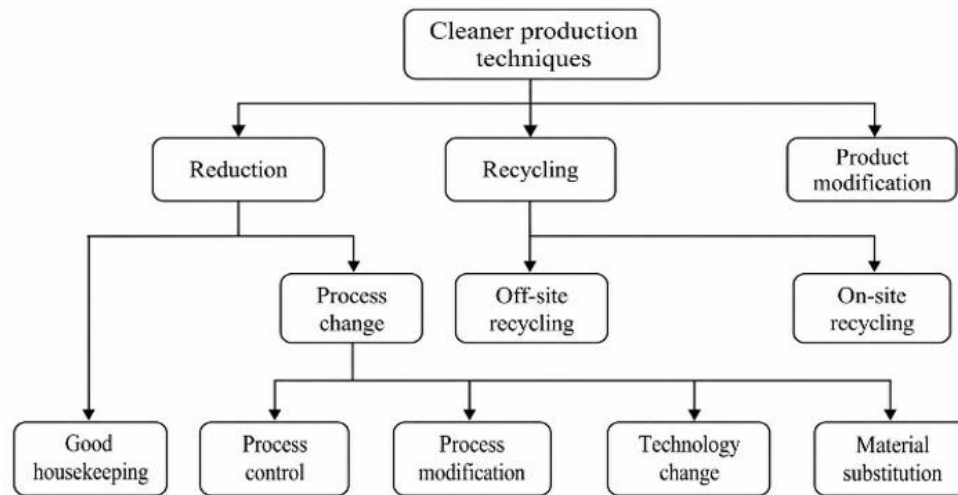 Cleaner production
techniques
Reduction
Recycling
Product
modification
Process
change
Off-site
recycling
On-site
recycling
Good
housekeeping
Process
control
Process
modification
Technology
change
Material
substitution